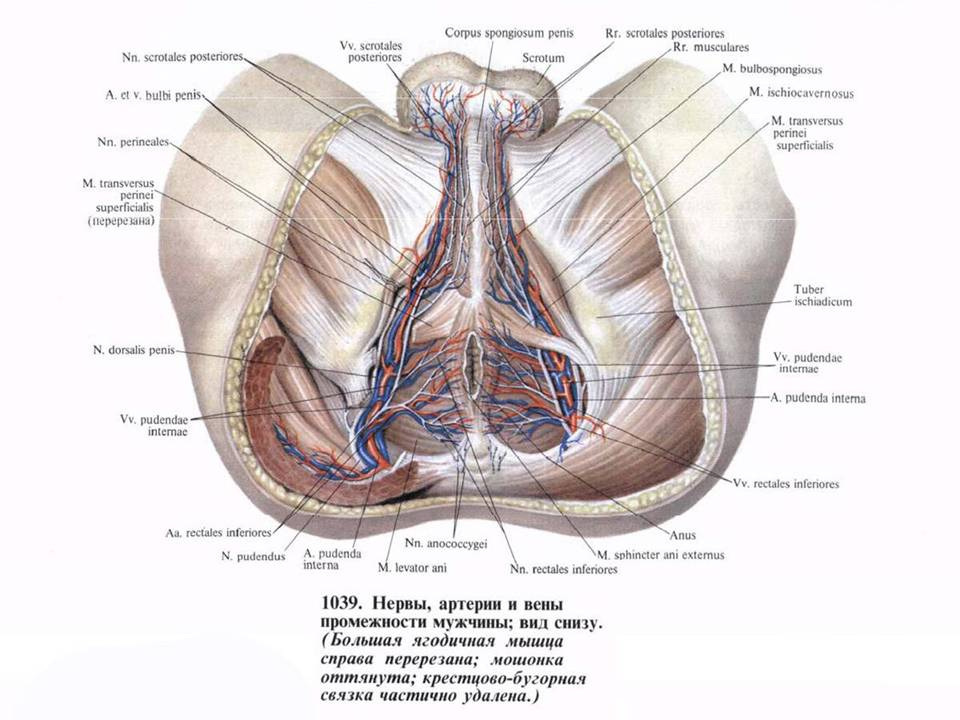 Corpus spongiosum penis
Rr. scrotales posteriores
Vv. scrotales
posteriores
Rr. musculares
Nn. scrotales posteriores
Scrotum
M. bulbospongiosus
A. et v. bulbi penis
M. ischiocavernosus
M. transversus
perinei
superficialis
Nn. perineales
M. transversus
perinei
superficialis
(перерезана)
Tuber
ischiadicum
N. dorsalis penis
Vv. pudendae
internae
A. pudenda interna
Vv. pudendae
internae
Vv. rectales inferiores
Aa. rectales inferiores
Anus
N. pudendus
A. pudenda
interna
Nn. anococcygei
M. sphincter ani externus
M. levator ani
Nn. rectales inferiores
1039. Нервы, артерии и вены
промежности мужчины; вид снизу.
(Большая ягодичная мышца
справа перерезана; мошонка
оттянута; крестцово-бугорная
связка частично удалена.)